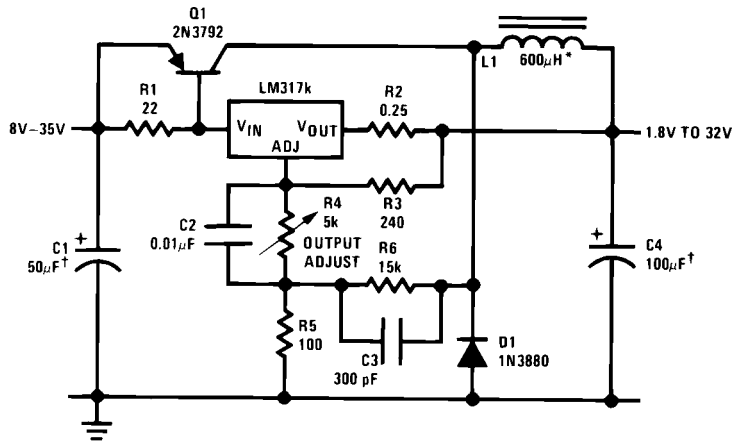 Q1
2N3792
L1
600μH*
R1
22
LM317k
R2
0.25
8V–35V
VIN
VOUT
ADJ
1.8V TO 32V
R3
240
R4
5k
OUTPUT
ADJUST
C2
0.01μF
R6
15k
C1
50μF†
+
+
C4
100μF†
R5
100
C3
300 pF
D1
1N3880